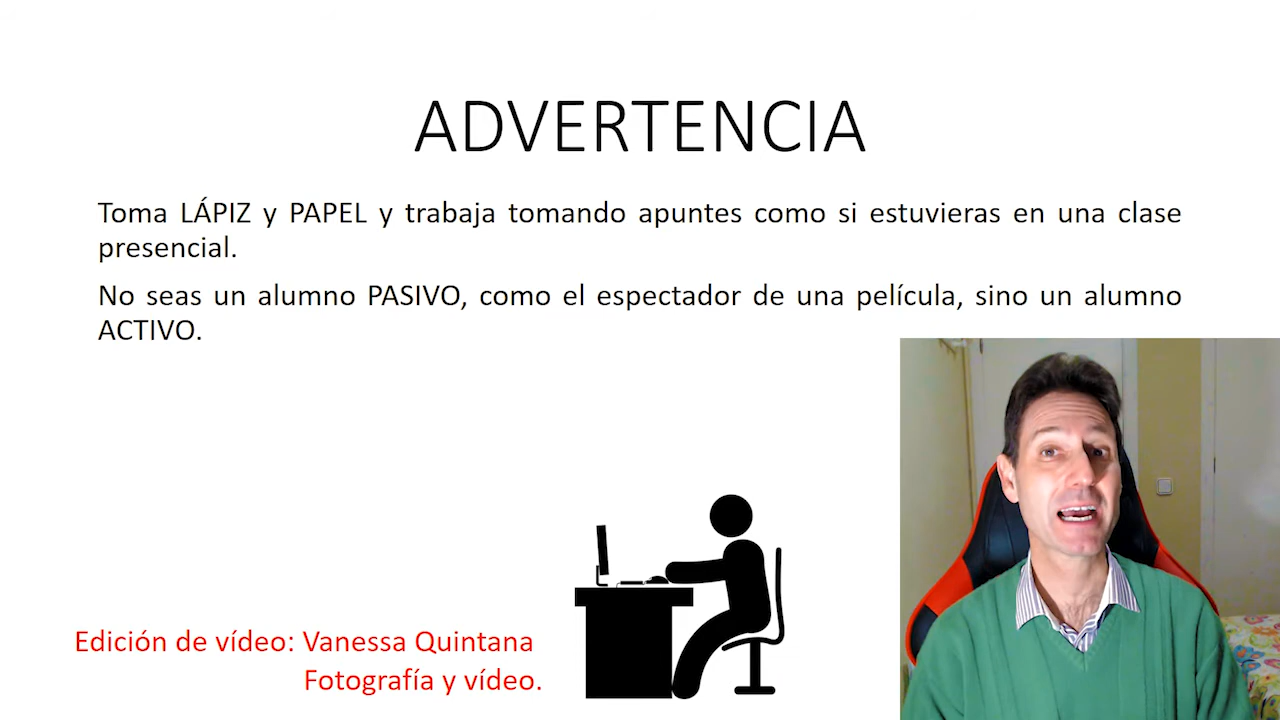 ADVERTENCIA
Toma LÁPIZ y PAPEL y trabaja tomando apuntes como si estuvieras en una clase
presencial.
No seas un alumno PASIVO, como el espectador de una película, sino un alumno
ACTIVO.
Edición de vídeo: Vanessa Quintana
Fotografía y vídeo.